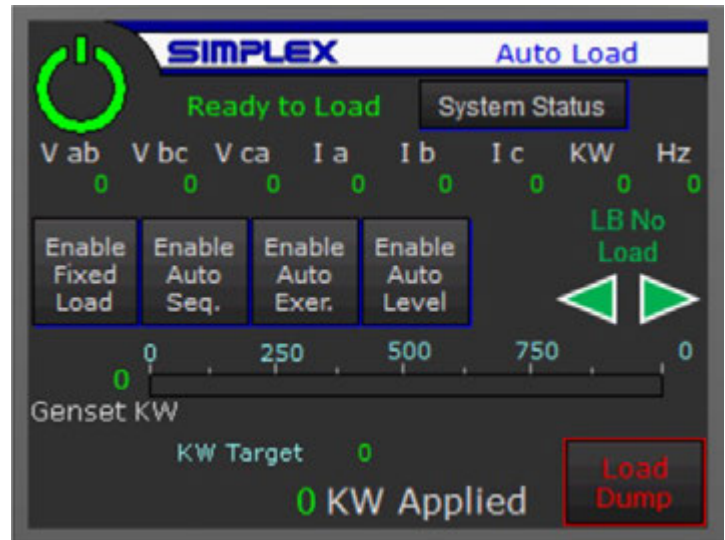 SIMPLEX Auto Load
Ready to Load System Status
V ab V bc V ca I a I b I c KW Hz
0 0 0 0 0 0 0 0
LB No
Load
Enable Enable Enable Enable
Fixed Auto Auto Auto
Load Seq. Exer. Level
0 250 500 750 0
0
Genset KW
KW Target 0
0 KW Applied
Load
Dump